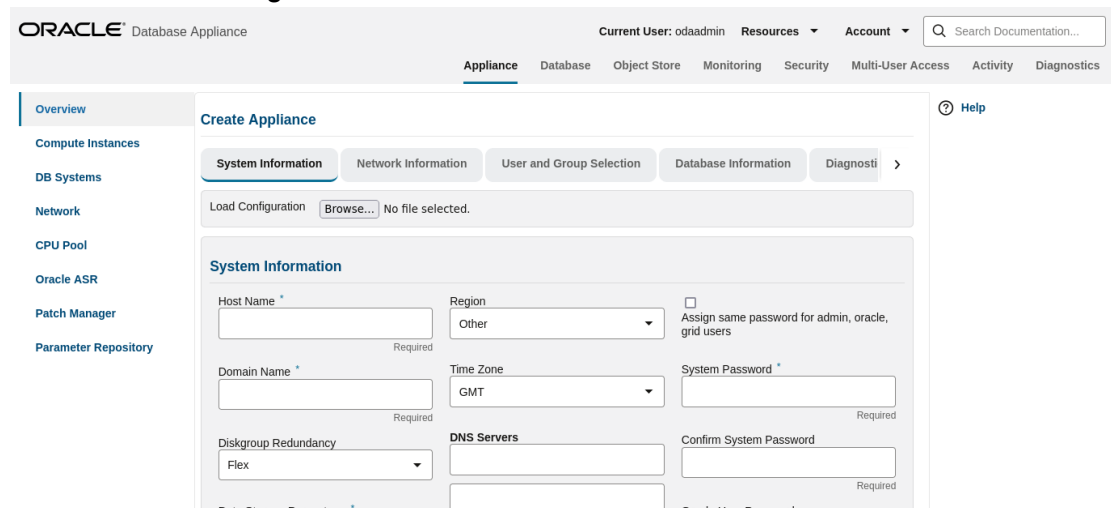 ORACLE Database Appliance
Current User: odaadmin Resources Account Search Documentation...
Appliance Database Object Store Monitoring Security Multi-User Access Activity Diagnostics
Overview
Compute Instances
DB Systems
Network
CPU Pool
Oracle ASR
Patch Manager
Parameter Repository
Create Appliance
System Information Network Information User and Group Selection Database Information Diagnosti
Load Configuration Browse... No file selected.
System Information
Host Name *
Required
Domain Name *
Required
Diskgroup Redundancy
Flex
Region
Other
Time Zone
GMT
DNS Servers
Assign same password for admin, oracle,
grid users
System Password *
Required
Confirm System Password
Required
Help